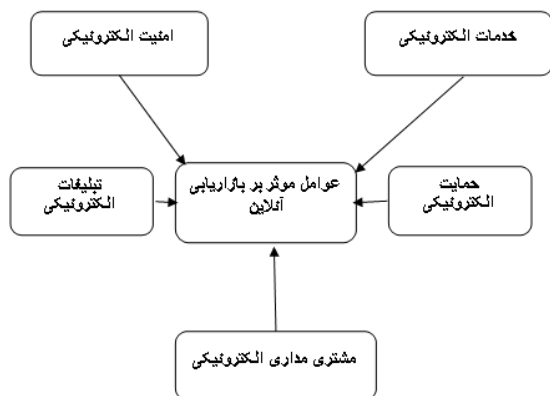 خدمات الکترونیکی
امنیت الکترونیکی
حمایت
الکترونیکی
عوامل موثر بر بازاریابی
آنلاین
تبلیغات
الکترونیکی
مشتری مداری الکترونیکی